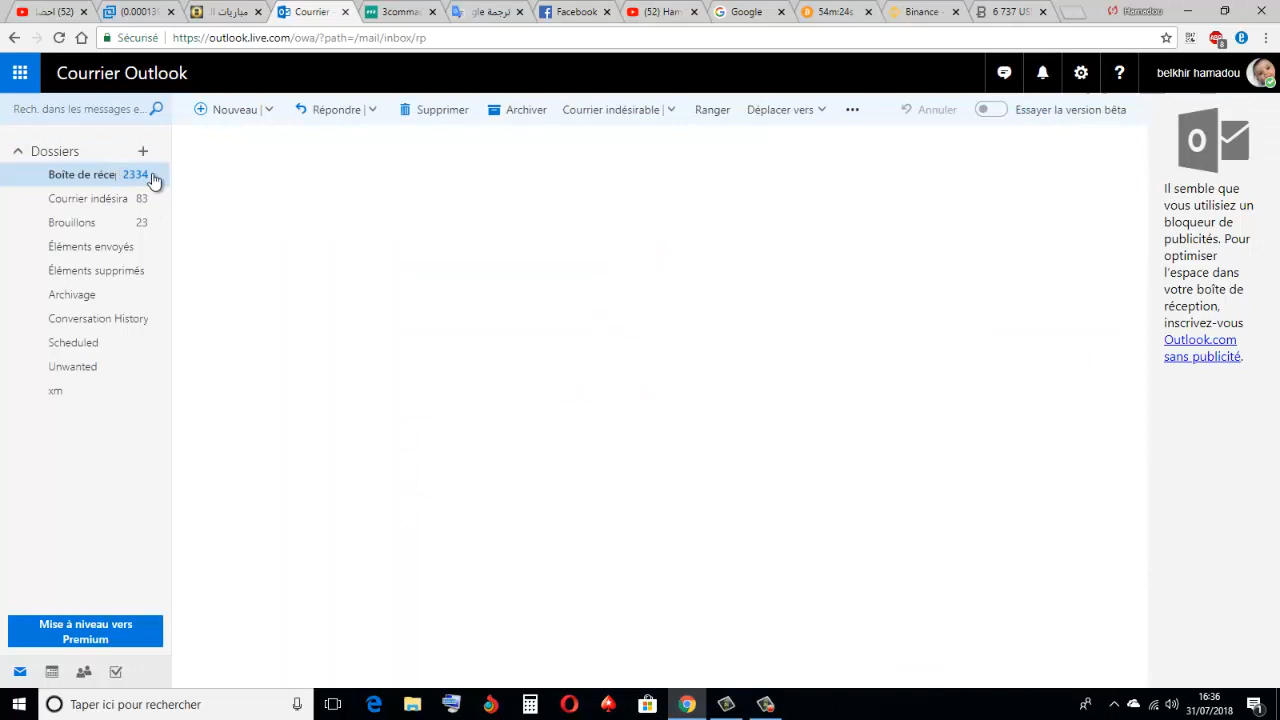 (52) احصا
(0.00013
مباريات ال
Courrier –
3commac
ترجمة gle
Facebook
(52) Ham
Google
54m:24s
Binance -
6 737 US
Hamadou
Sécurisé
https://outlook.live.com/owa/?path=/mail/inbox/rp
ABP
8
Courrier Outlook
belkhir hamadou
Rech. dans les messages e...
Nouveau
Répondre
Supprimer
Archiver
Courrier indésirable
Ranger
Déplacer vers
Annuler
Essayer la version bêta
Dossiers
Boîte de récep 2334
Courrier indésira 83
Brouillons 23
Éléments envoyés
Éléments supprimés
Archivage
Conversation History
Scheduled
Unwanted
xm
Il semble que
vous utilisiez un
bloqueur de
publicités. Pour
optimiser
l'espace dans
votre boîte de
réception,
inscrivez-vous
Outlook.com
sans publicité.
Mise à niveau vers
Premium
Taper ici pour rechercher
16:36
31/07/2018